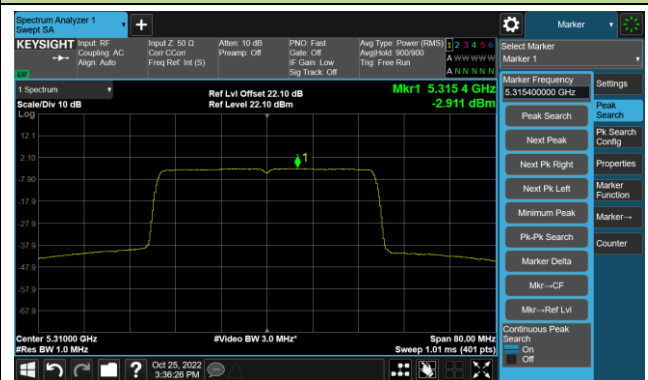 Spectrum Analyzer 1
Swept SA
+
Marker
KEYSIGHT
Input: RF
Coupling: AC
Align: Auto
Input Z: 50 Ω
Corr CCorr
Freq Ref: Int (S)
Atten: 10 dB
Preamp: Off
PNO: Fast
Gate: Off
IF Gain: Low
Sig Track: Off
Avg Type: Power (RMS)
Avg|Hold: 900/900
Trig: Free Run
1 2 3 4 5 6
A W W W W W
A N N N N N
LXI
Select Marker
Marker 1
1 Spectrum
Scale/Div 10 dB
Log
Ref Lvl Offset 22.10 dB
Ref Level 22.10 dBm
Mkr1 5.315 4 GHz
-2.911 dBm
12.1
2.10
-7.90
-17.9
-27.9
-37.9
-47.9
-57.9
-67.9
1
Center 5.31000 GHz
#Res BW 1.0 MHz
#Video BW 3.0 MHz*
Span 80.00 MHz
Sweep 1.01 ms (401 pts)
Marker Frequency
5.315400000 GHz
Peak Search
Next Peak
Next Pk Right
Next Pk Left
Minimum Peak
Pk-Pk Search
Marker Delta
Mkr→CF
Mkr→Ref Lvl
Continuous Peak
Search
On
Off
Settings
Peak
Search
Pk Search
Config
Properties
Marker
Function
Marker→
Counter
?
Oct 25, 2022
3:36:26 PM